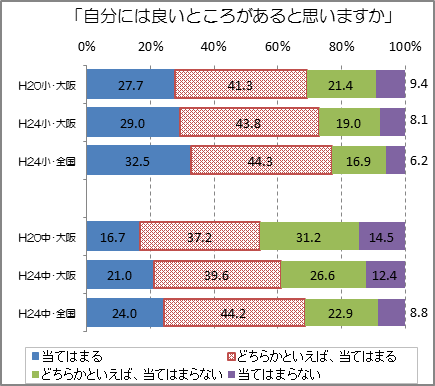 「自分には良いところがあると思いますか」
0% 20% 40% 60% 80% 100%
H20小・大阪 27.7 41.3 21.4 9.4
H24小・大阪 29.0 43.8 19.0 8.1
H24小・全国 32.5 44.3 16.9 6.2
H20中・大阪 16.7 37.2 31.2 14.5
H24中・大阪 21.0 39.6 26.6 12.4
H24中・全国 24.0 44.2 22.9 8.8
当てはまる どちらかといえば、当てはまる
どちらかといえば、当てはまらない 当てはまらない